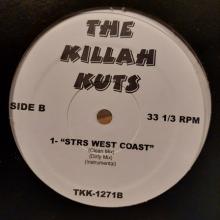 THE
KILLAH
KUTS
SIDE B
33 1/3 RPM
1- "STRS WEST COAST"
(Clean Mix)
(Dirty Mix)
(Instrumental)
TKK-1271B